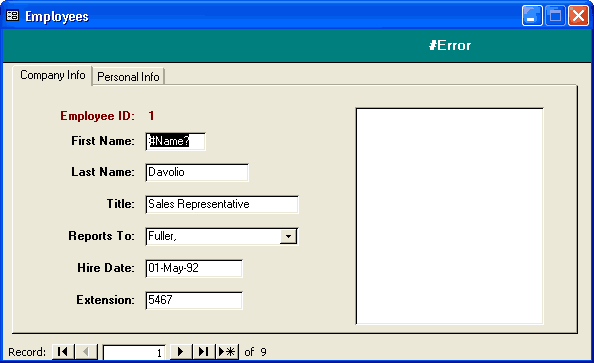 Employees
#Error
Company Info Personal Info
Employee ID: 1
First Name: #Name?
Last Name: Davolio
Title: Sales Representative
Reports To: Fuller,
Hire Date: 01-May-92
Extension: 5467
Record: 1 of 9